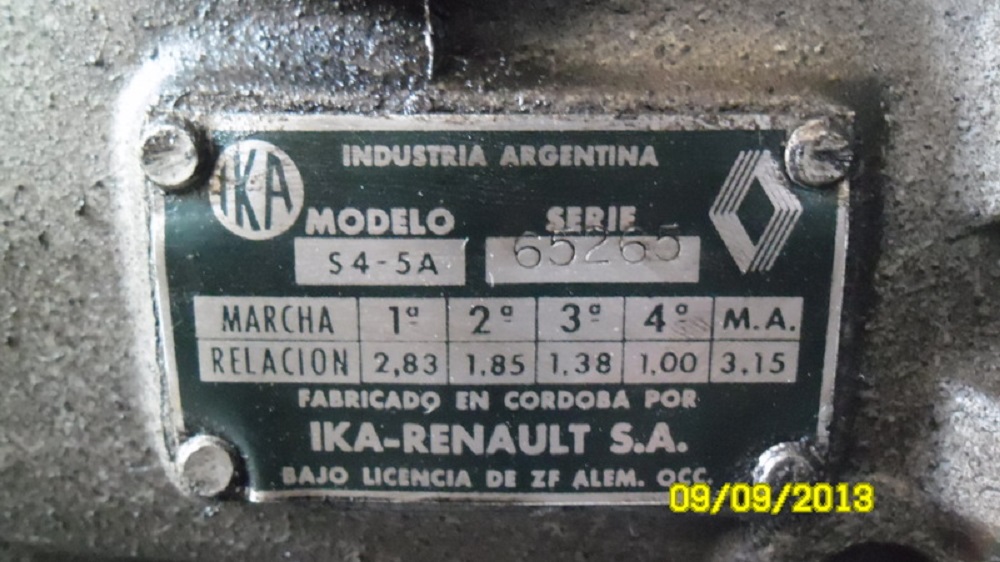 INDUSTRIA ARGENTINA
IKA
MODELO SERIE
S4-5A 65265
MARCHA 1ª 2ª 3ª 4ª M.A.
RELACION 2,83 1.85 1.38 1,00 3,15
FABRICADO EN CORDOBA POR
IKA-RENAULT S.A.
BAJO LICENCIA DE ZF ALEM. OCC.
09/09/2013